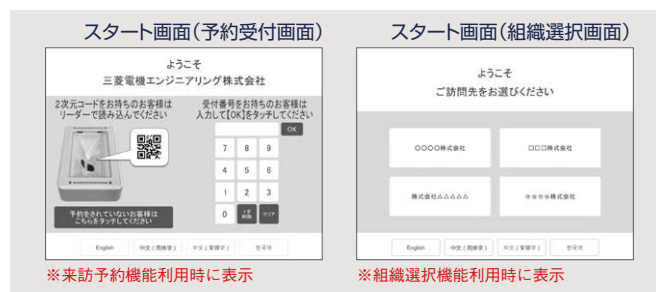 スタート画面(予約受付画面)
ようこそ
三菱電機エンジニアリング株式会社
2次元コードをお持ちのお客様は
リーダーで読み込んでください
受付番号をお持ちのお客様は
入力して【OK】をタッチしてください
OK
7 8 9
4 5 6
1 2 3
0 1字削除 クリア
予約をされていないお客様は
こちらをタッチしてください
English 中文(簡体字) 中文(繁體字) 한국어
※来訪予約機能利用時に表示
スタート画面(組織選択画面)
ようこそ
ご訪問先をお選びください
○○○○株式会社 □□□株式会社
株式会社△△△△△ ☆☆☆☆株式会社
English 中文(簡体字) 中文(繁體字) 한국어
※組織選択機能利用時に表示